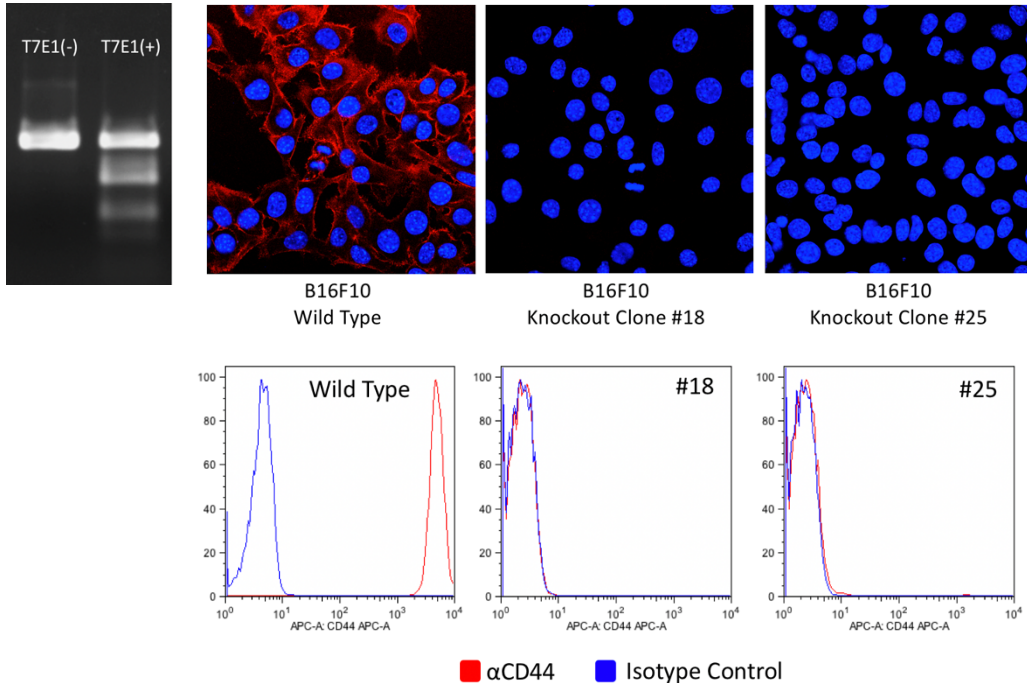 T7E1(-) T7E1(+)
B16F10
Wild Type
B16F10
Knockout Clone #18
B16F10
Knockout Clone #25
Wild Type
100
80
60
40
20
0
10⁰ 10¹ 10² 10³ 10⁴
APC-A: CD44 APC-A
#18
100
80
60
40
20
0
10⁰ 10¹ 10² 10³ 10⁴
APC-A: CD44 APC-A
#25
100
80
60
40
20
0
10⁰ 10¹ 10² 10³ 10⁴
APC-A: CD44 APC-A
αCD44 Isotype Control